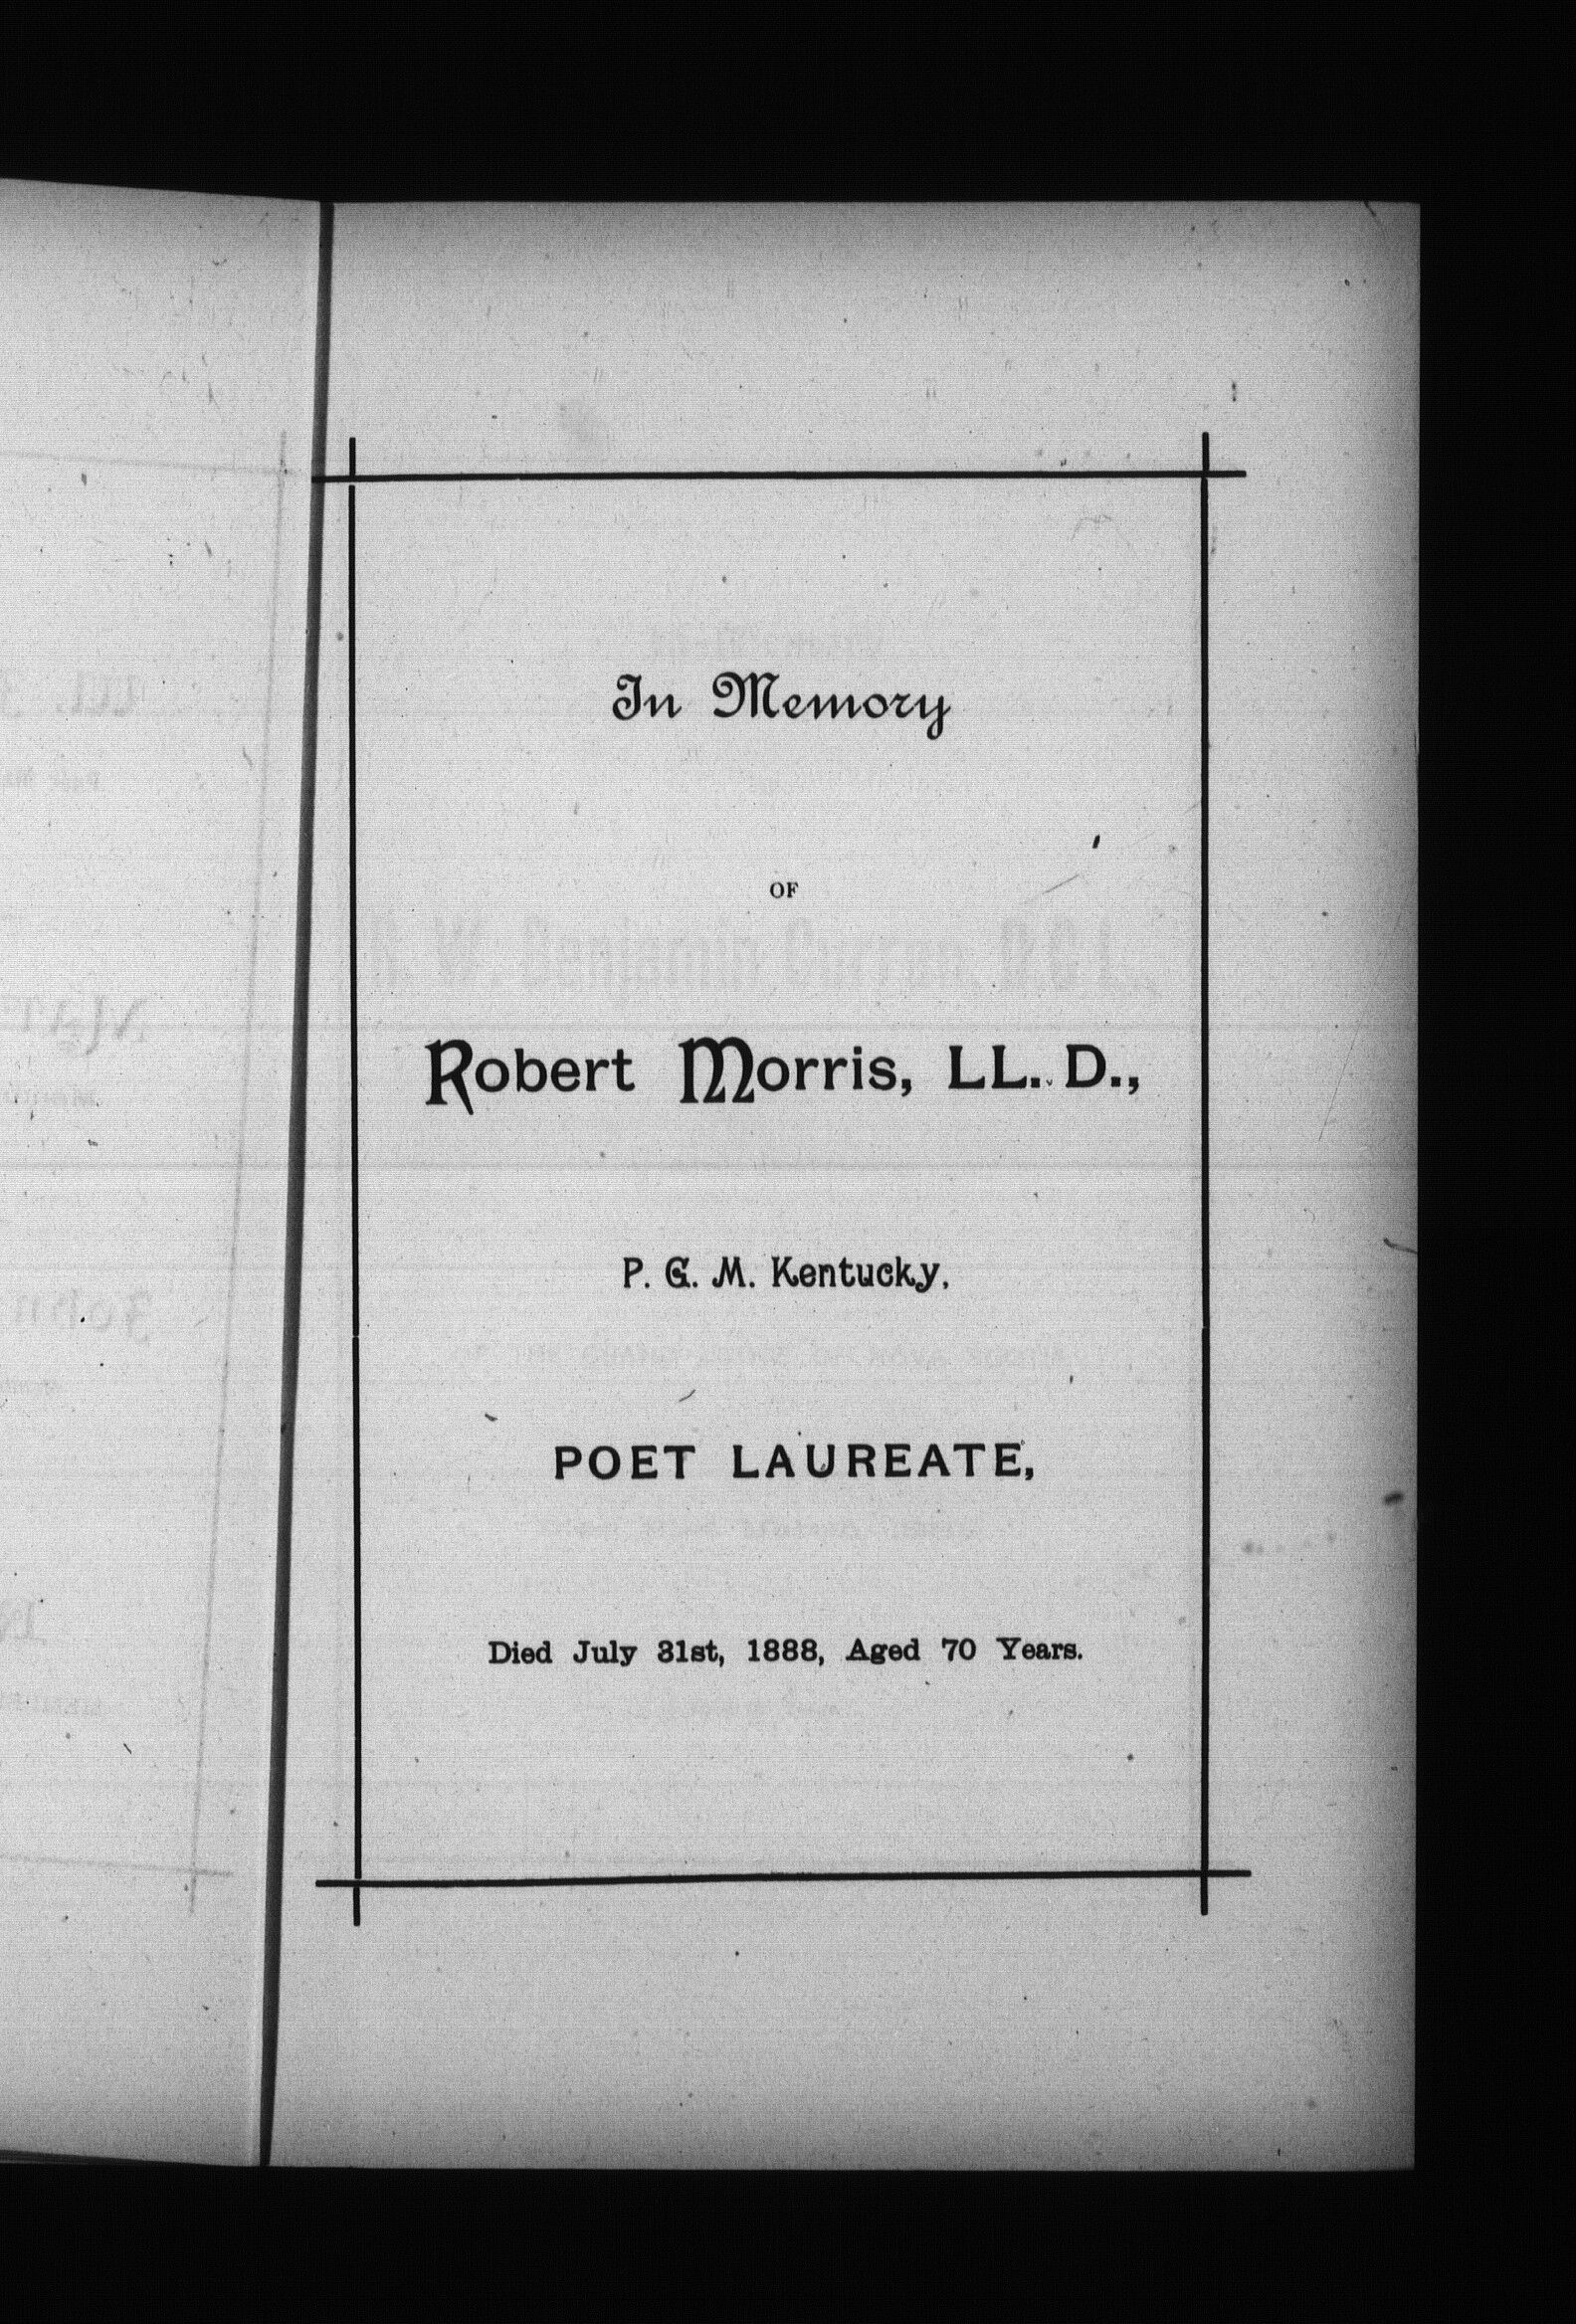 In Memory
OF
Robert Morris, LL. D.,
P. G. M. Kentucky,
POET LAUREATE,
Died July 31st, 1888, Aged 70 Years.